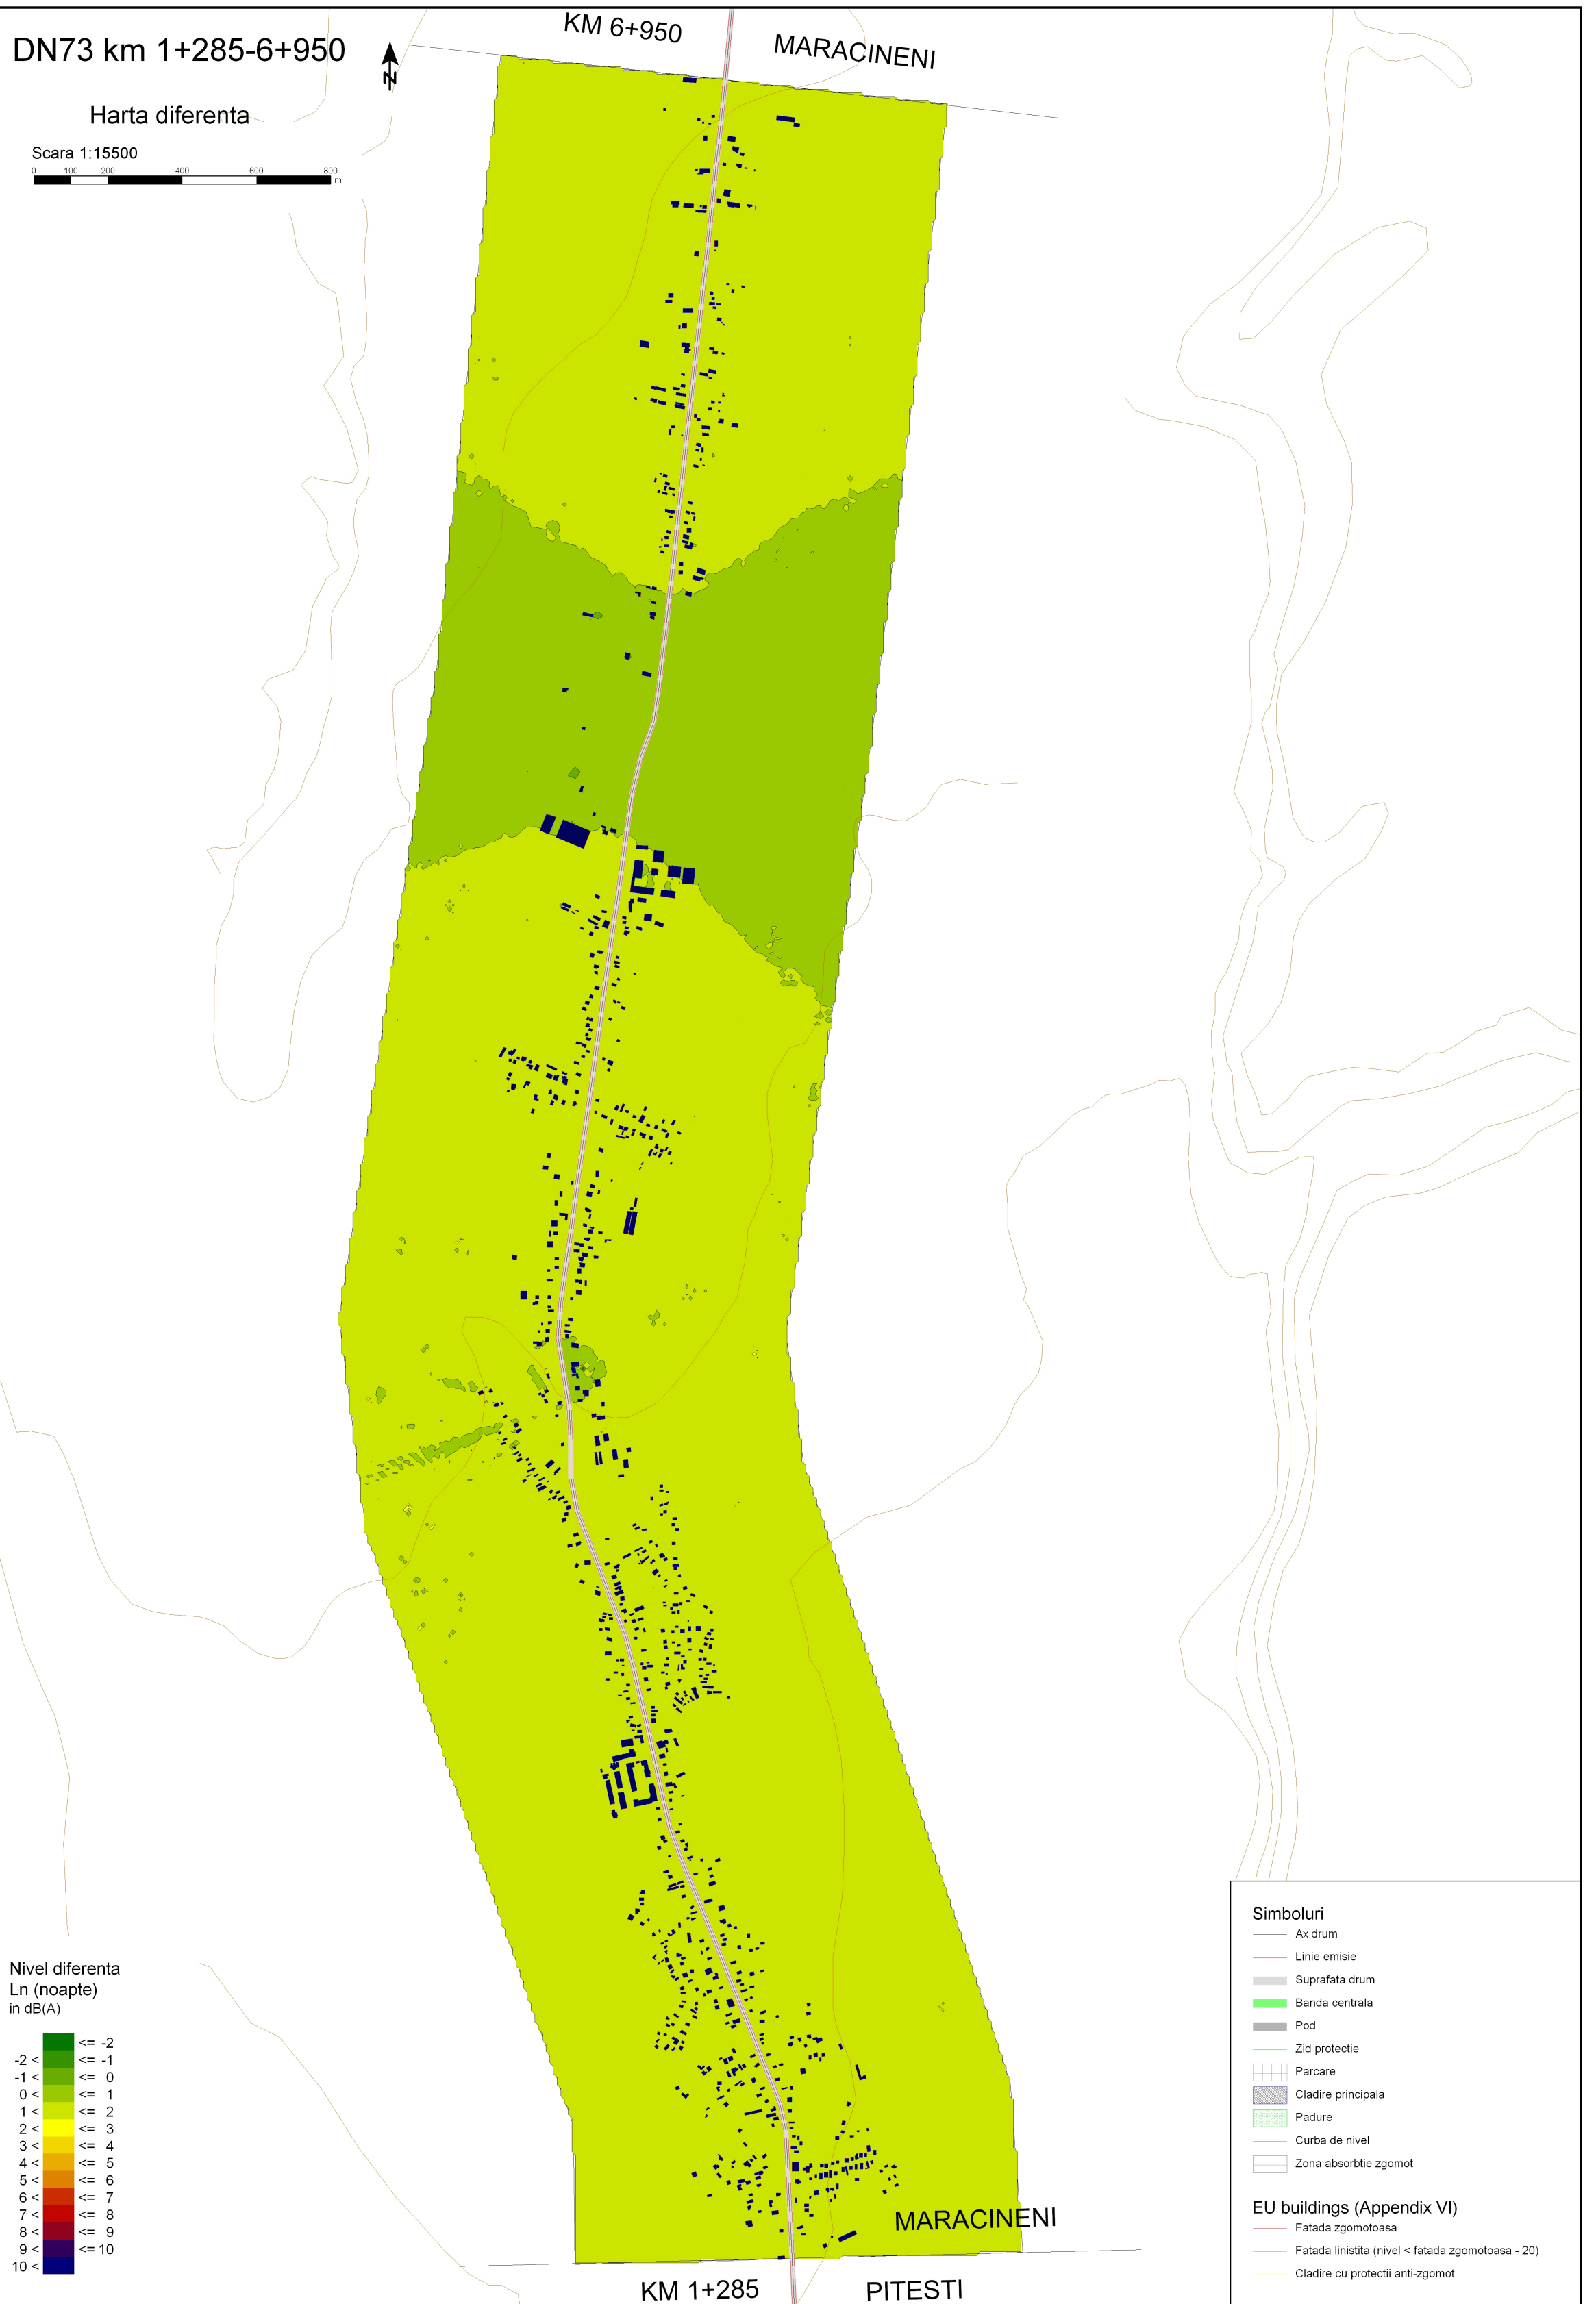 KM 6+950
MARACINENI
DN73 km 1+285-6+950
N
Harta diferenta
Scara 1:15500
0 100 200 400 600 800
m
Nivel diferenta
Ln (noapte)
in dB(A)
<= -2
-2 < <= -1
-1 < <= 0
0 < <= 1
1 < <= 2
2 < <= 3
3 < <= 4
4 < <= 5
5 < <= 6
6 < <= 7
7 < <= 8
8 < <= 9
9 < <= 10
10 <
Simboluri
Ax drum
Linie emisie
Suprafata drum
Banda centrala
Pod
Zid protectie
Parcare
Cladire principala
Padure
Curba de nivel
Zona absorbtie zgomot
EU buildings (Appendix VI)
Fatada zgomotoasa
Fatada linistita (nivel < fatada zgomotoasa - 20)
Cladire cu protectii anti-zgomot
MARACINENI
KM 1+285
PITESTI